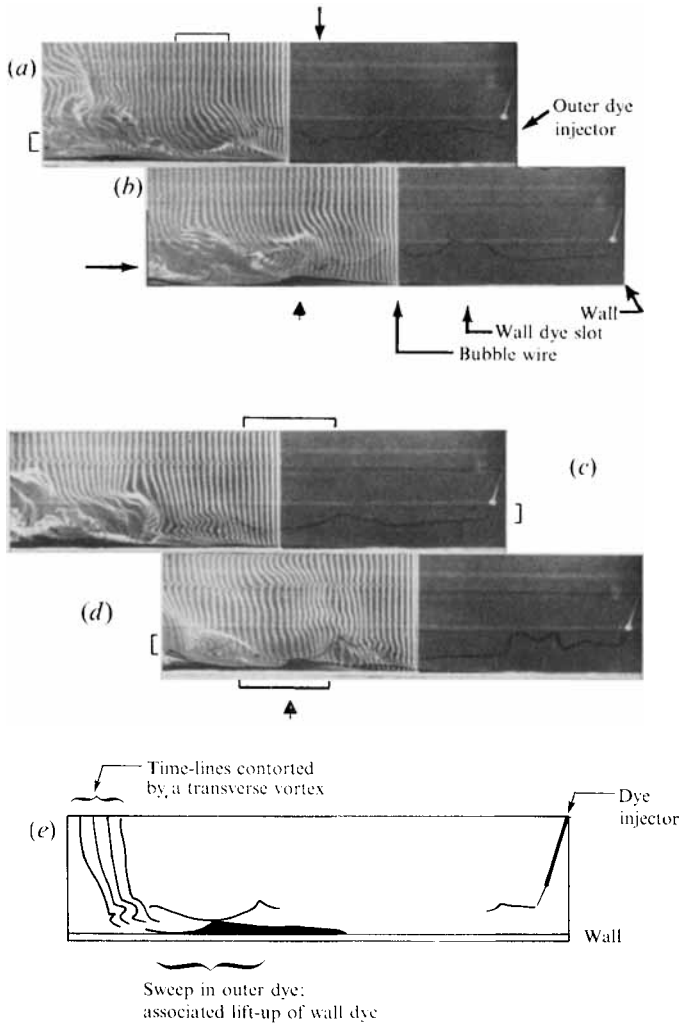 (a)
Outer dye
injector
(b)
Wall
Wall dye slot
Bubble wire
(c)
(d)
Time-lines contorted
by a transverse vortex
(e)
Dye
injector
Wall
Sweep in outer dye:
associated lift-up of wall dye